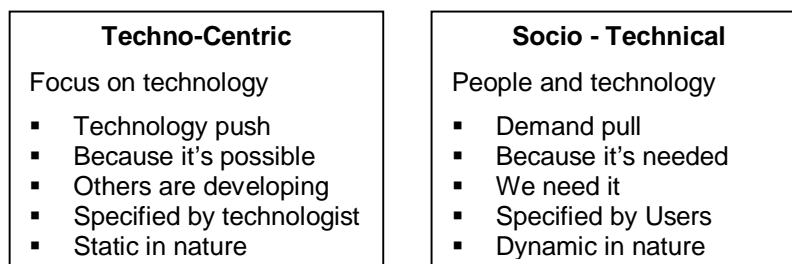 Techno-Centric
Focus on technology
▪ Technology push
▪ Because it’s possible
▪ Others are developing
▪ Specified by technologist
▪ Static in nature
Socio - Technical
People and technology
▪ Demand pull
▪ Because it’s needed
▪ We need it
▪ Specified by Users
▪ Dynamic in nature